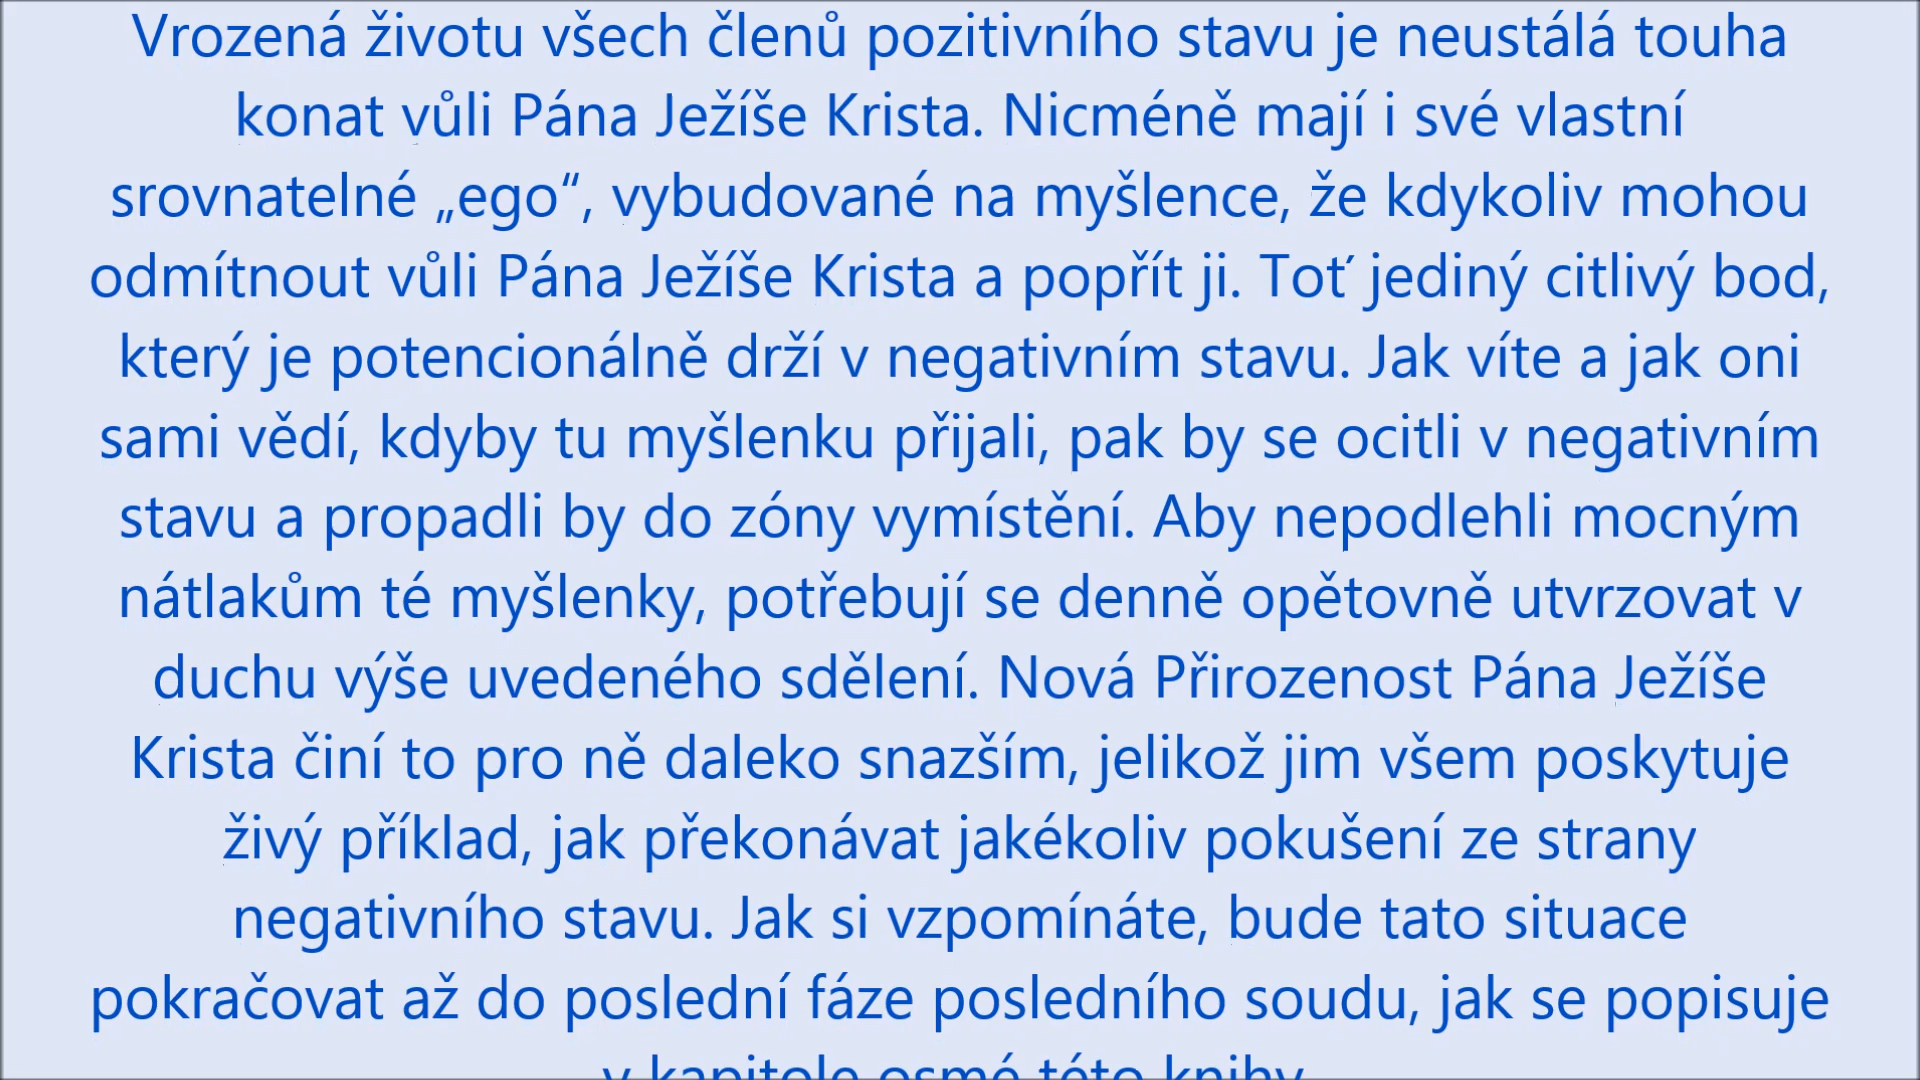 Vrozená životu všech členů pozitivního stavu je neustálá touha
konat vůli Pána Ježíše Krista. Nicméně mají i své vlastní
srovnatelné „ego“, vybudované na myšlence, že kdykoliv mohou
odmítnout vůli Pána Ježíše Krista a popřít ji. Toť jediný citlivý bod,
který je potencionálně drží v negativním stavu. Jak víte a jak oni
sami vědí, kdyby tu myšlenku přijali, pak by se ocitli v negativním
stavu a propadli by do zóny vymístění. Aby nepodlehli mocným
nátlakům té myšlenky, potřebují se denně opětovně utvrzovat v
duchu výše uvedeného sdělení. Nová Přirozenost Pána Ježíše
Krista činí to pro ně daleko snazším, jelikož jim všem poskytuje
živý příklad, jak překonávat jakékoliv pokušení ze strany
negativního stavu. Jak si vzpomínáte, bude tato situace
pokračovat až do poslední fáze posledního soudu, jak se popisuje
v kapitole osmé této knihy